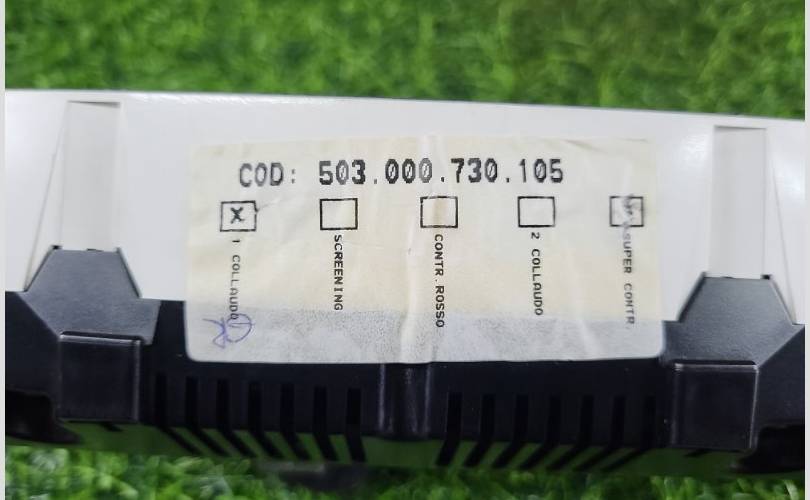 COD: 503.000.730.105
X
1 COLLAUDO
SCREENING
CONTR.ROSSO
2 COLLAUDO
SUPER CONTR.